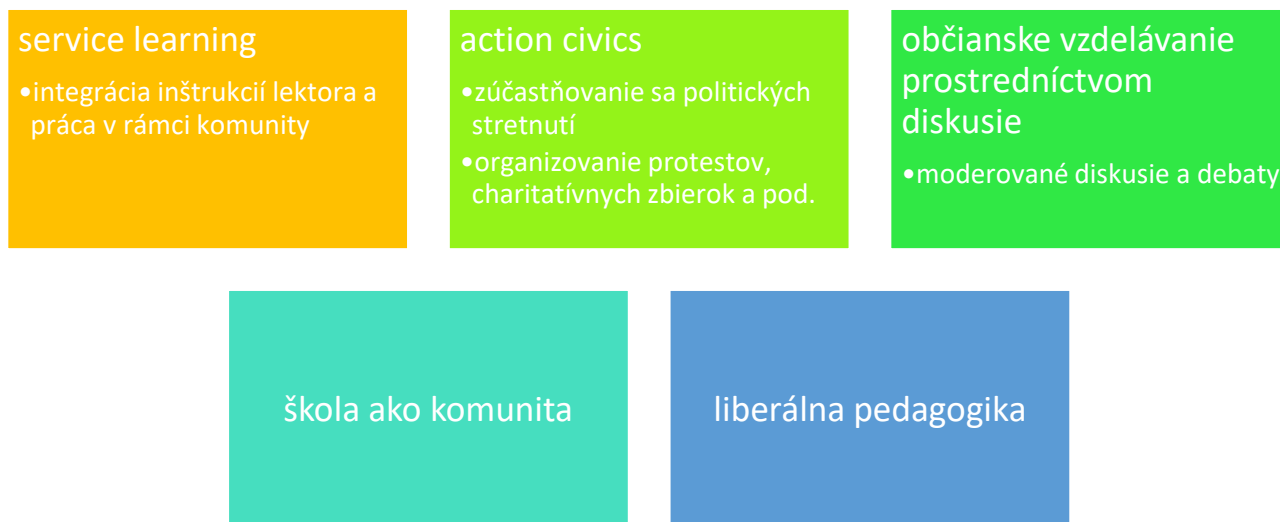 service learning
•integrácia inštrukcií lektora a
práca v rámci komunity
action civics
•zúčastňovanie sa politických
stretnutí
•organizovanie protestov,
charitatívnych zbierok a pod.
občianske vzdelávanie
prostredníctvom
diskusie
•moderované diskusie a debaty
škola ako komunita
liberálna pedagogika